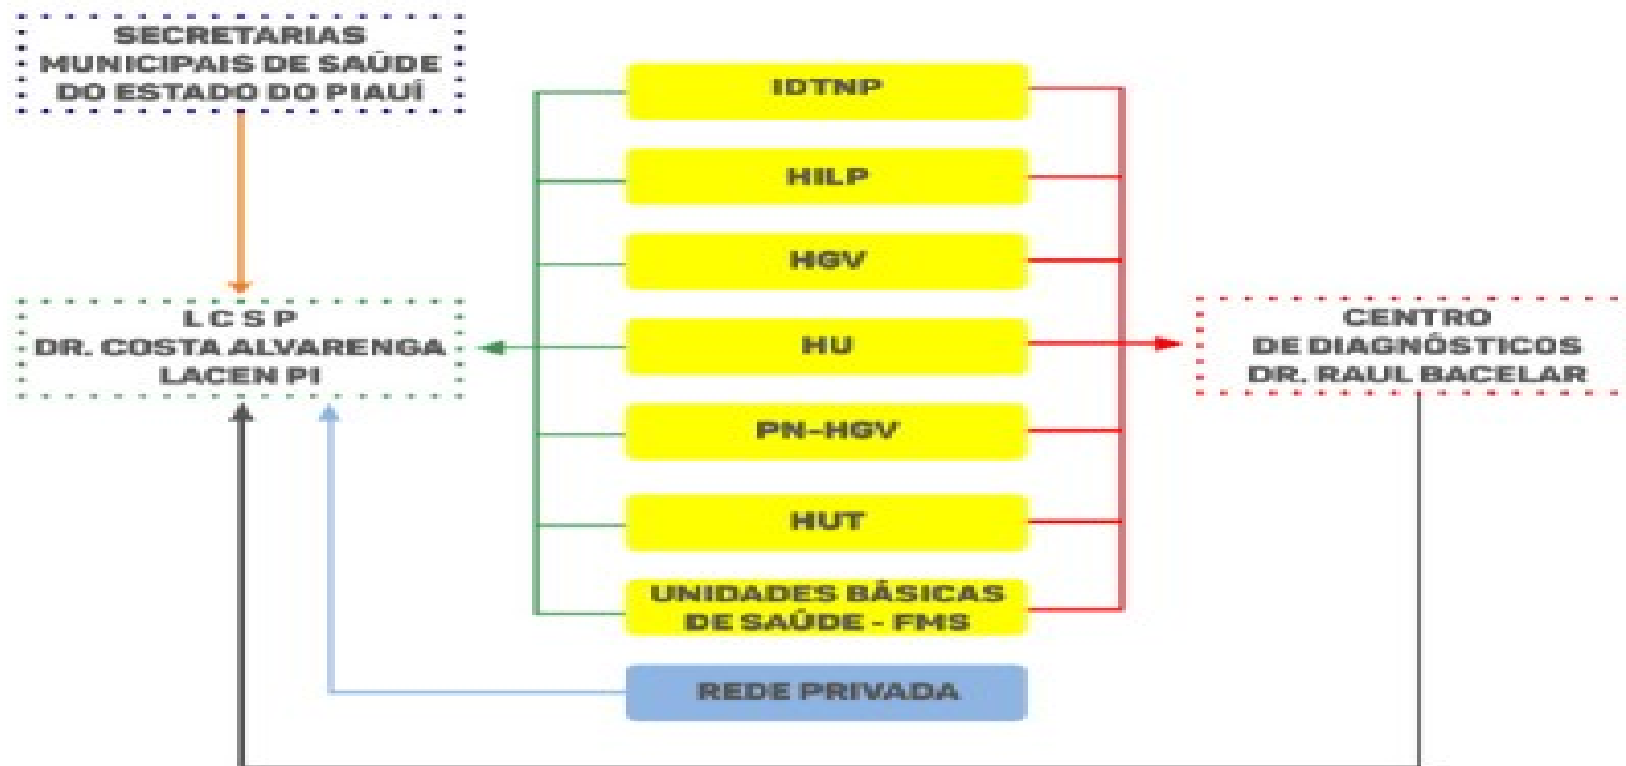 SECRETARIAS
MUNICIPAIS DE SAÚDE
DO ESTADO DO PIAUÍ
IDTNP
HILP
HGV
L C S P
DR. COSTA ALVARENGA
LACEN PI
HU
CENTRO
DE DIAGNÓSTICOS
DR. RAUL BACELAR
PN-HGV
HUT
UNIDADES BÁSICAS
DE SAÚDE - FMS
REDE PRIVADA